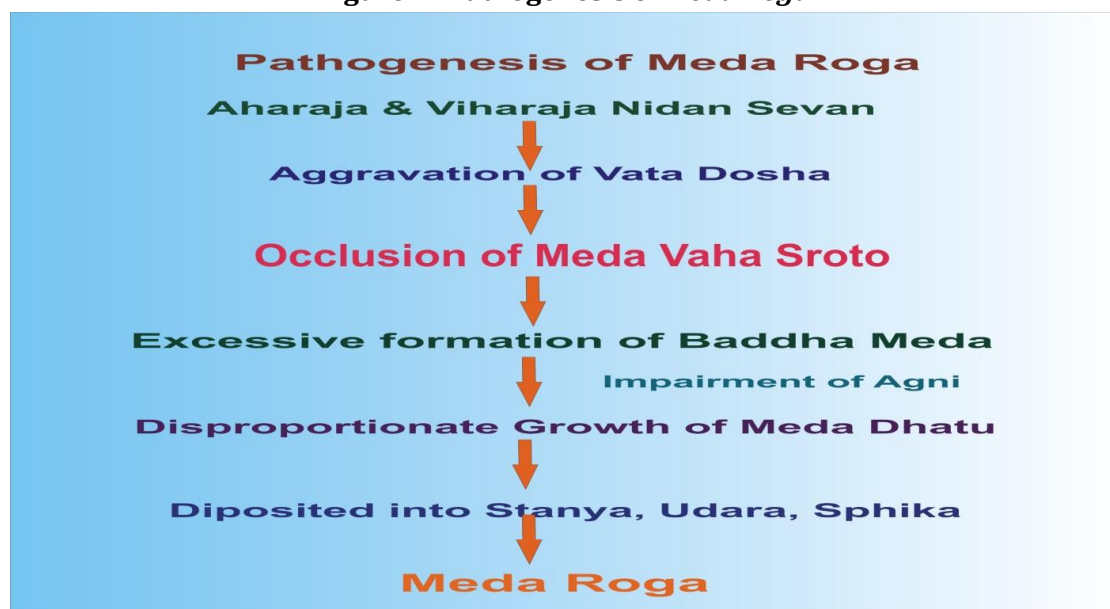 Pathogenesis of Meda Roga
Aharaja & Viharaja Nidan Sevan
Aggravation of Vata Dosha
Occlusion of Meda Vaha Sroto
Excessive formation of Baddha Meda
Impairment of Agni
Disproportionate Growth of Meda Dhatu
Diposited into Stanya, Udara, Sphika
Meda Roga